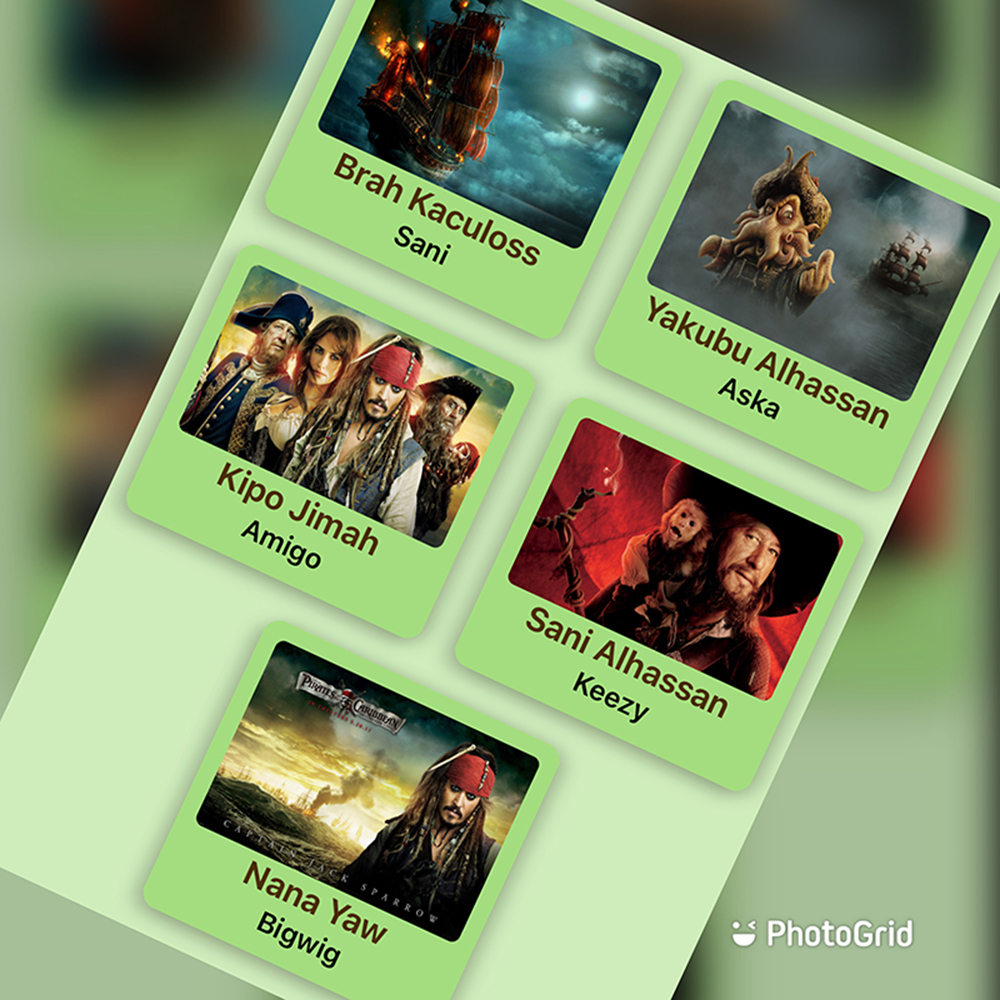 Brah Kaculoss
Sani
Yakubu Alhassan
Aska
Kipo Jimah
Amigo
Sani Alhassan
Keezy
PIRATES of the CARIBBEAN
CAPTAIN JACK SPARROW
Nana Yaw
Bigwig
PhotoGrid